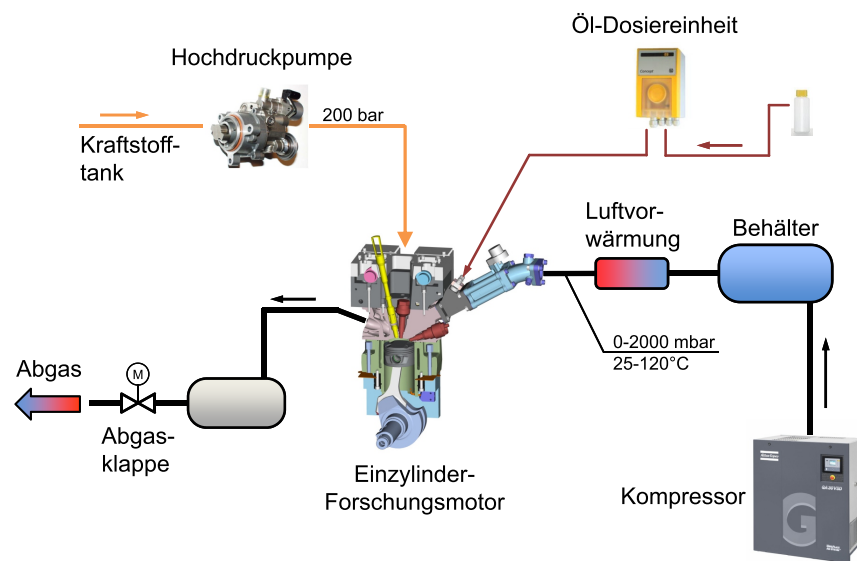 Öl-Dosiereinheit
Hochdruckpumpe
200 bar
Kraftstoff-
tank
Luftvor-
wärmung
Behälter
0-2000 mbar
25-120°C
Abgas
M
Abgas-
klappe
Einzylinder-
Forschungsmotor
Kompressor
G